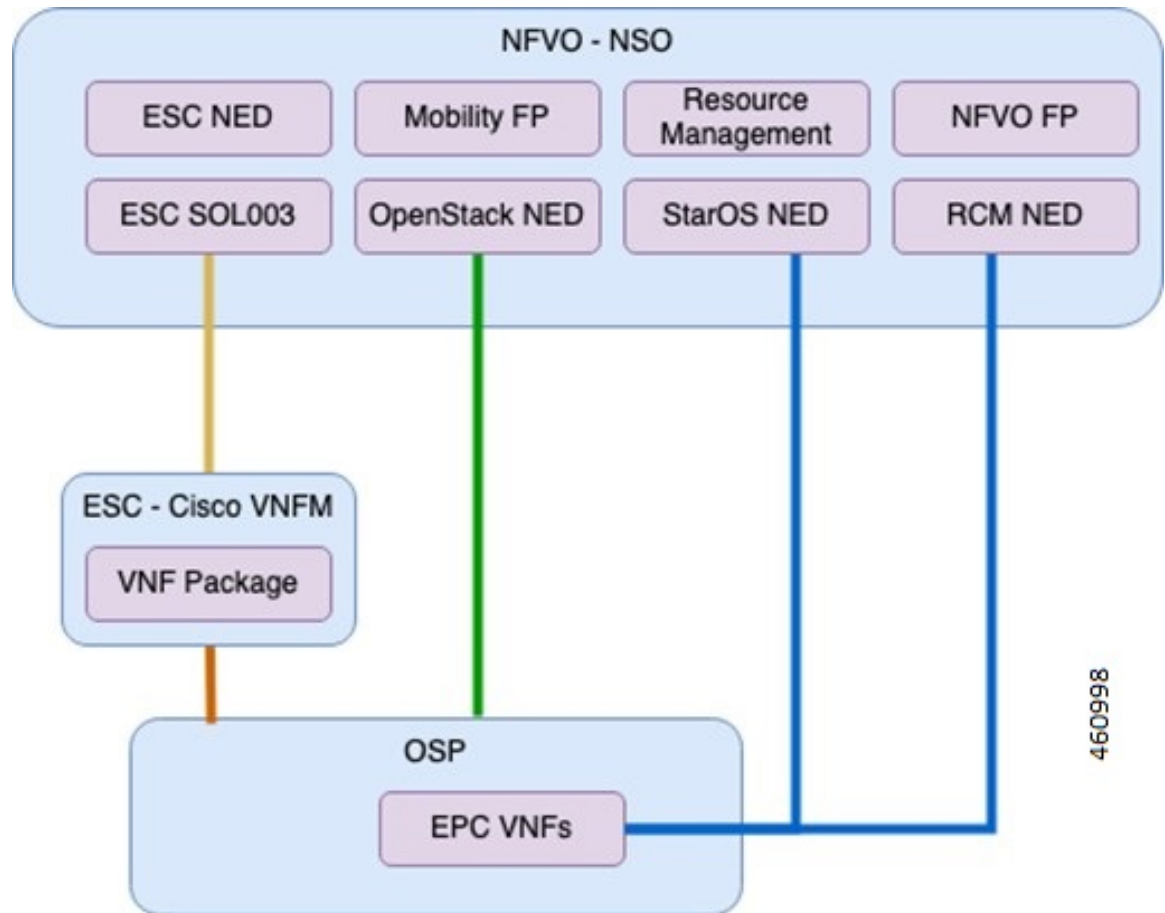 NFVO - NSO
ESC NED
Mobility FP
Resource
Management
NFVO FP
ESC SOL003
OpenStack NED
StarOS NED
RCM NED
ESC - Cisco VNFM
VNF Package
OSP
EPC VNFs
460998